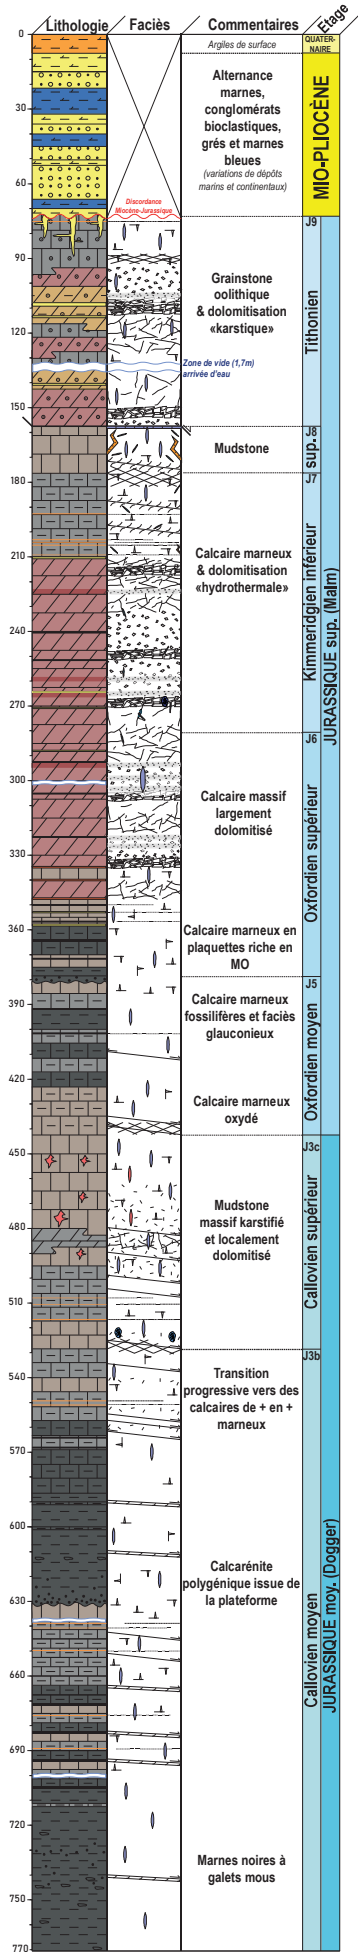 Lithologie
Faciès
Commentaires
Etage
0
30
60
90
120
150
180
210
240
270
300
330
360
390
420
450
480
510
540
570
600
630
660
690
720
750
770
Discordance
Miocène-Jurassique
Zone de vide (1,7m)
arrivée d'eau
Argiles de surface
Alternance
marnes,
conglomérats
bioclastiques,
grés et marnes
bleues
(variations de dépôts
marins et continentaux)
Grainstone
oolithique
& dolomitisation
«karstique»
Mudstone
Calcaire marneux
& dolomitisation
«hydrothermale»
Calcaire massif
largement
dolomitisé
Calcaire marneux en
plaquettes riche en
MO
Calcaire marneux
fossilifères et faciès
glauconieux
Calcaire marneux
oxydé
Mudstone
massif karstifié
et localement
dolomitisé
Transition
progressive vers des
calcaires de + en +
marneux
Calcarénite
polygénique issue de
la plateforme
Marnes noires à
galets mous
QUATER-
NAIRE
MIO-PLIOCÈNE
J9
Tithonien
J8
sup.
J7
Kimmeridgien inférieur
J6
Oxfordien supérieur
J5
Oxfordien moyen
J3c
Callovien supérieur
J3b
Callovien moyen
JURASSIQUE sup. (Malm)
JURASSIQUE moy. (Dogger)